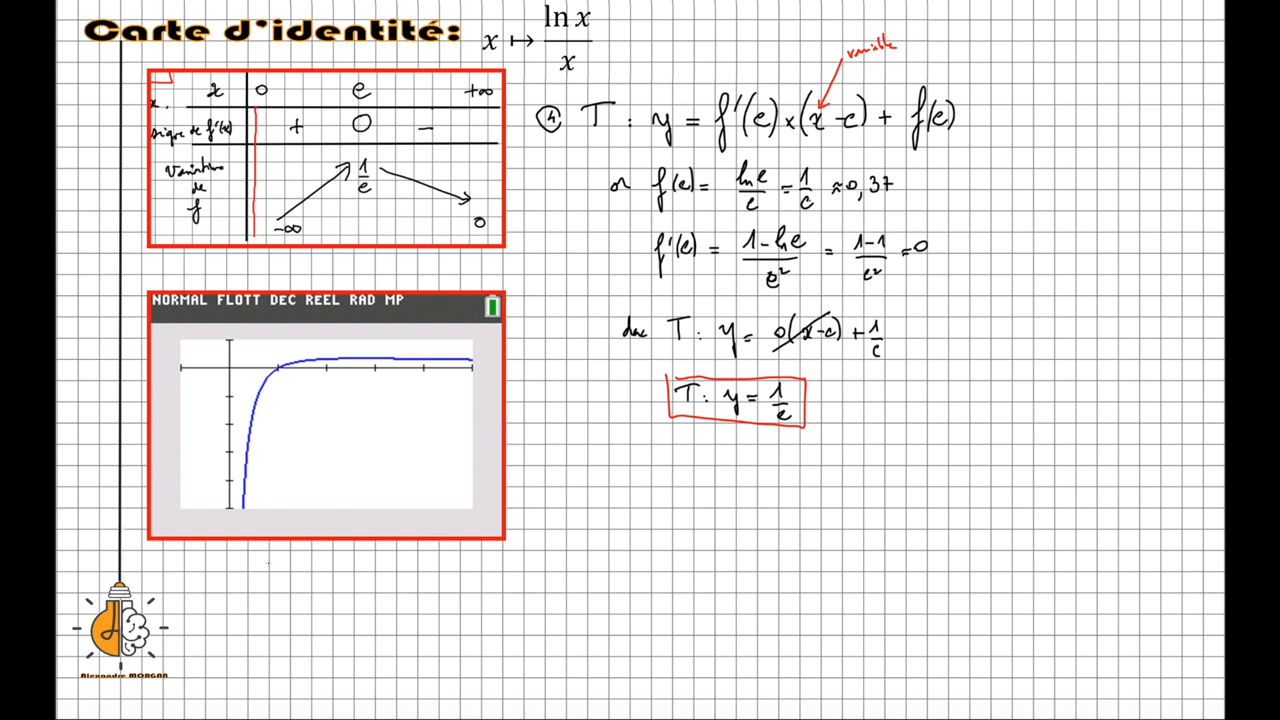 Carte d'identité:
x ↦ ln x / x
x 0 e +∞
signe de f'(x) + 0 −
Variations de f
−∞ 1/e 0
NORMAL FLOTT DEC REEL RAD MP
variable
④ T : y = f'(e) × (x − e) + f(e)
or f(e) = ln e / e = 1/e ≈ 0,37
f'(e) = 1 − ln e / e² = 1−1 / e² = 0
donc T : y = 0(x − e) + 1/e
T : y = 1/e
Alexandre MORGAN